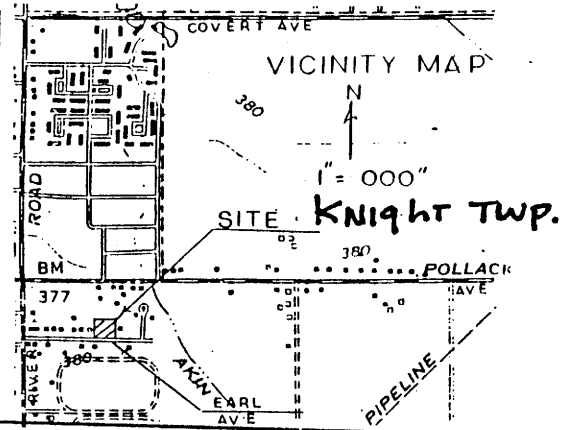 COVERT AVE
VICINITY MAP
N
380
1" = 000"
ROAD
SITE
KNIGHT TWP.
380
BM
POLLACK
AVE
377
380
AKIN
RIVER
EARL
AVE
PIPELINE